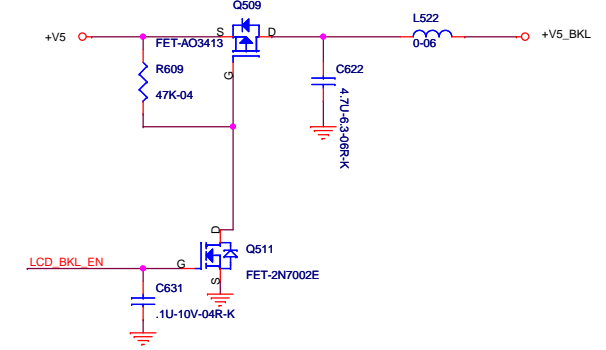 Q509
L522
+V5
S
D
+V5_BKL
FET-AO3413
0-06
R609
G
C622
47K-04
4.7U-6.3-06R-K
D
Q511
LCD_BKL_EN
G
FET-2N7002E
S
C631
.1U-10V-04R-K